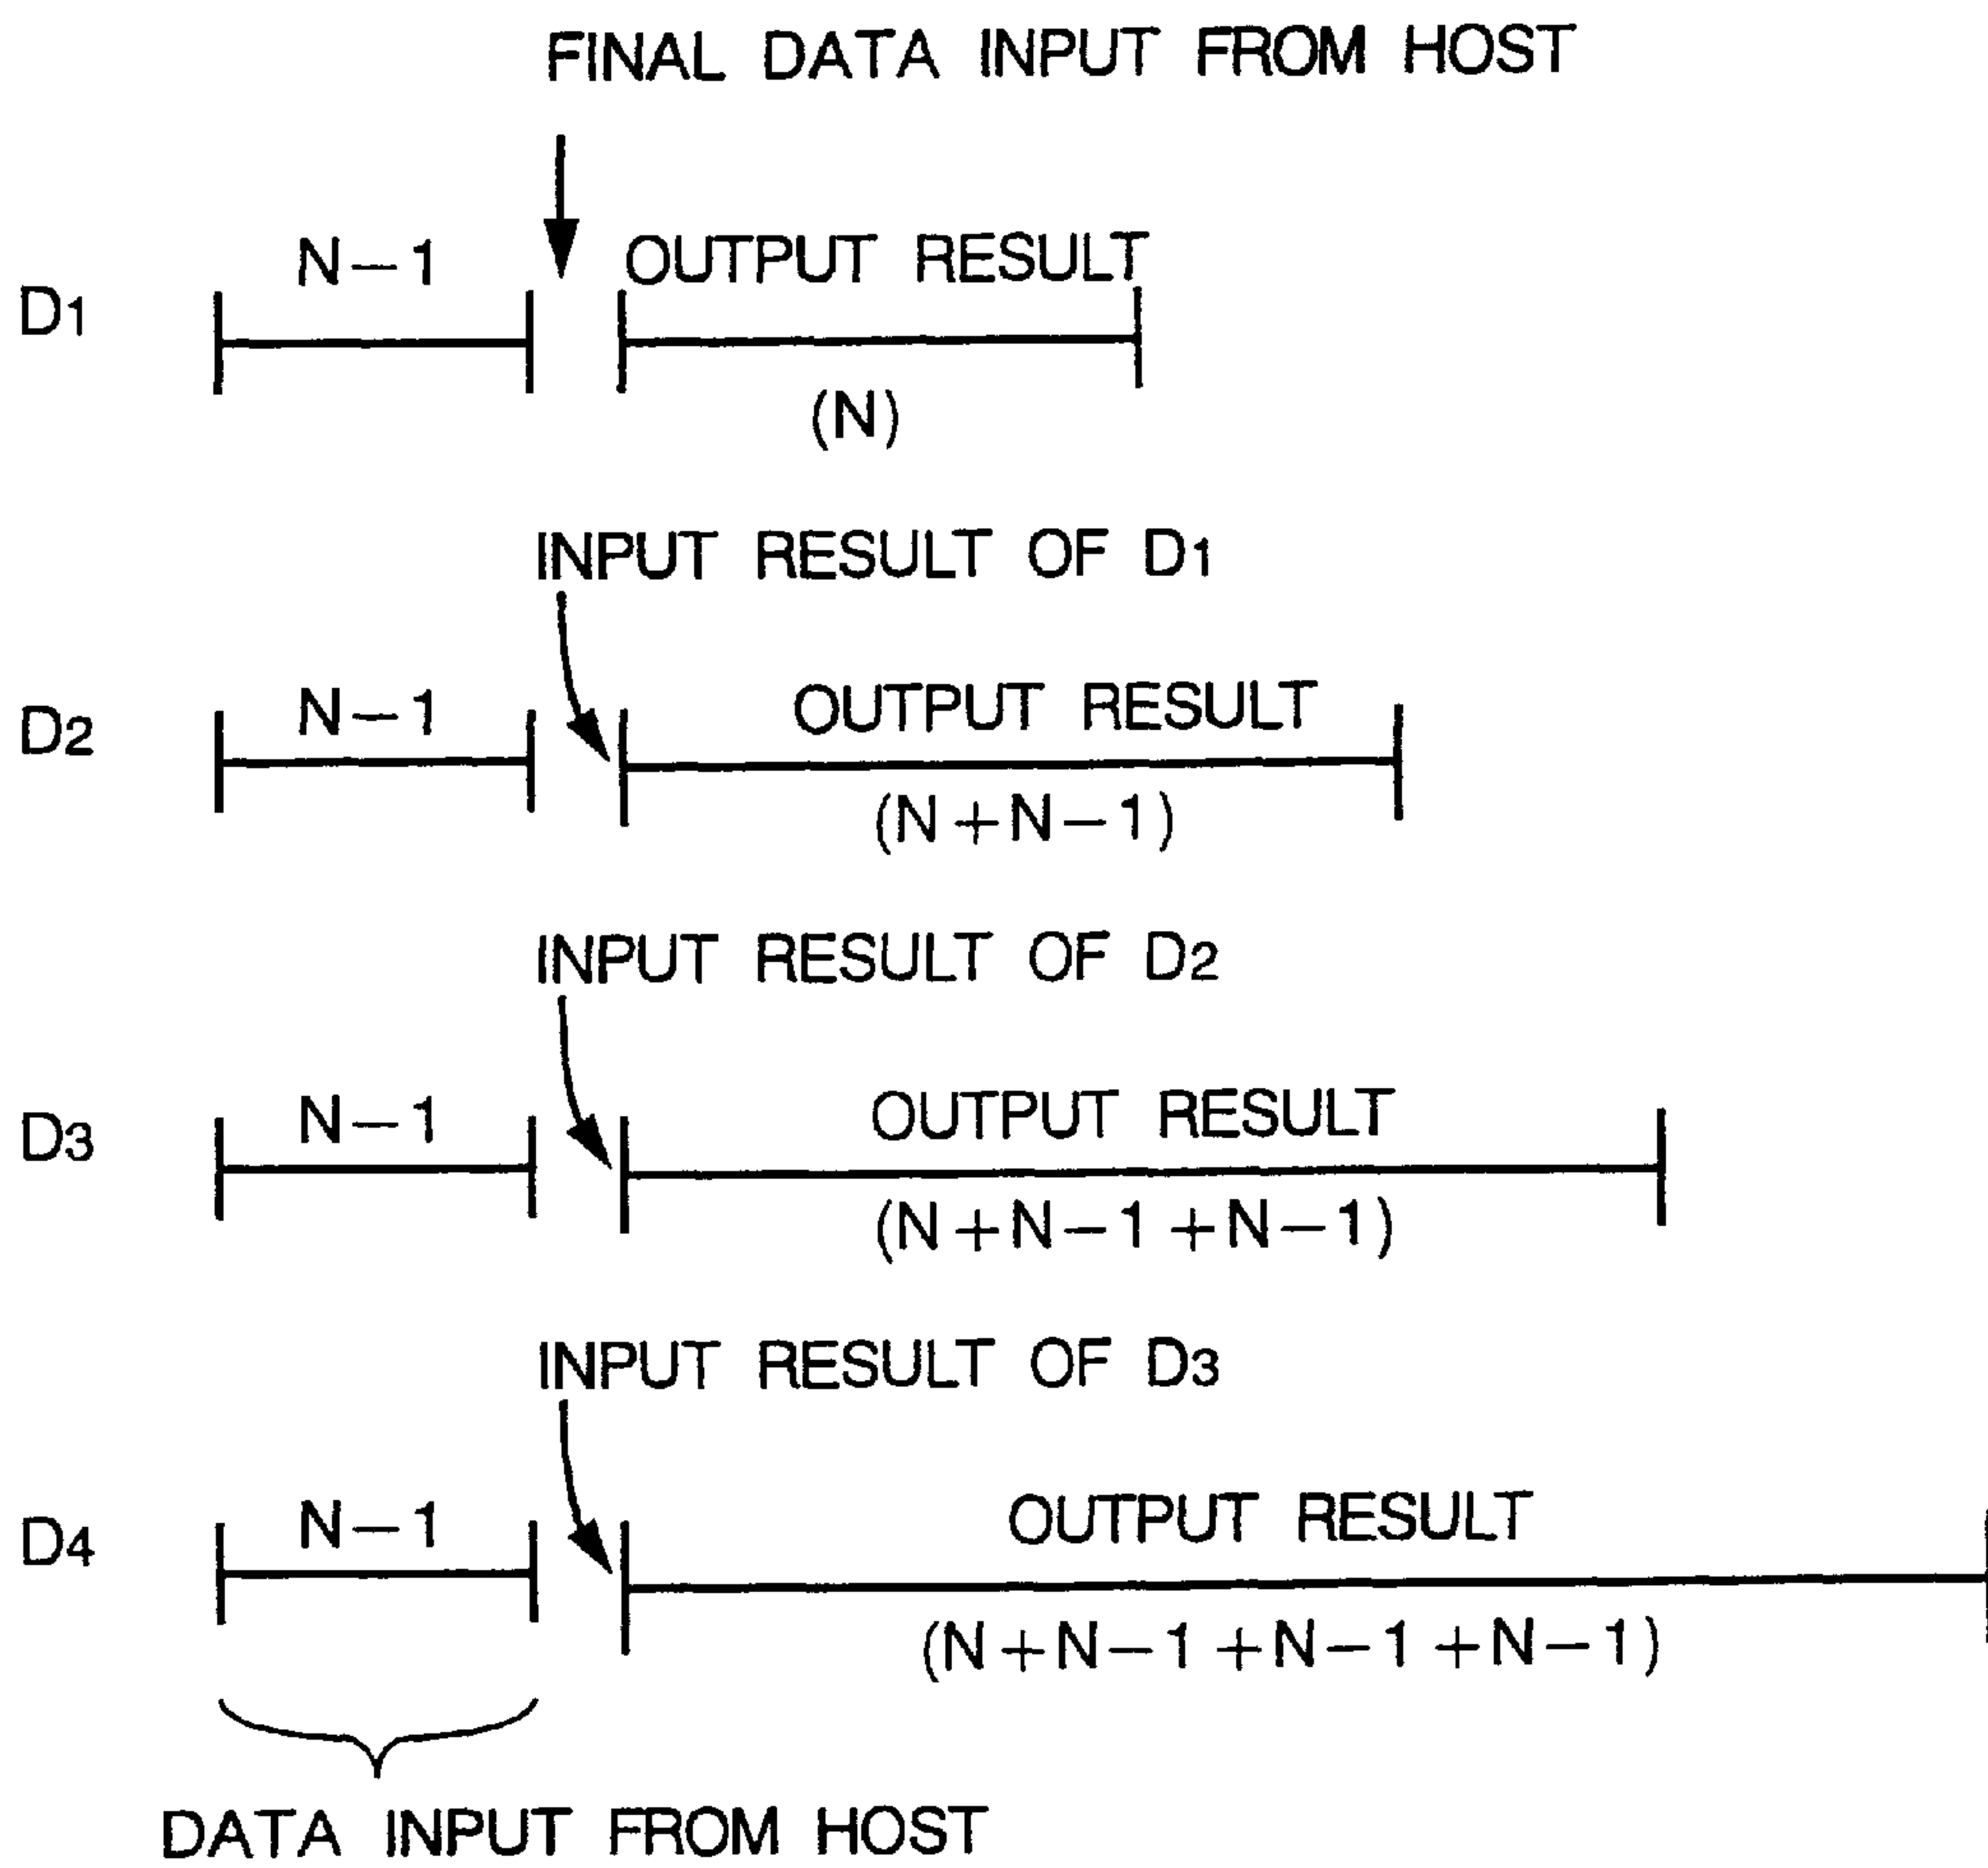 FINAL DATA INPUT FROM HOST
N−1
OUTPUT RESULT
D1
(N)
INPUT RESULT OF D1
N−1
OUTPUT RESULT
D2
(N+N−1)
INPUT RESULT OF D2
N−1
OUTPUT RESULT
D3
(N+N−1+N−1)
INPUT RESULT OF D3
N−1
OUTPUT RESULT
D4
(N+N−1+N−1+N−1)
DATA INPUT FROM HOST